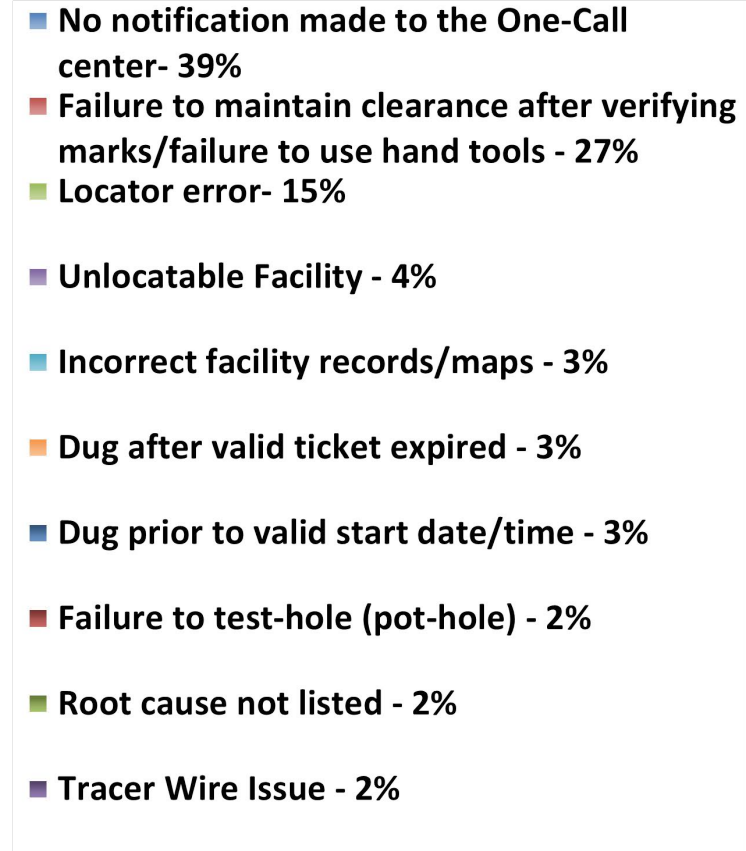 No notification made to the One-Call
center- 39%
Failure to maintain clearance after verifying
marks/failure to use hand tools - 27%
Locator error- 15%
Unlocatable Facility - 4%
Incorrect facility records/maps - 3%
Dug after valid ticket expired - 3%
Dug prior to valid start date/time - 3%
Failure to test-hole (pot-hole) - 2%
Root cause not listed - 2%
Tracer Wire Issue - 2%